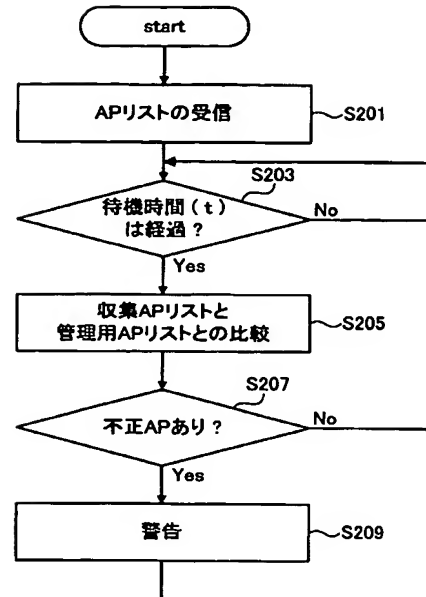 start
APリストの受信
S201
S203
待機時間(t)
は経過?
No
Yes
収集APリストと
管理用APリストとの比較
S205
S207
不正APあり?
No
Yes
警告
S209